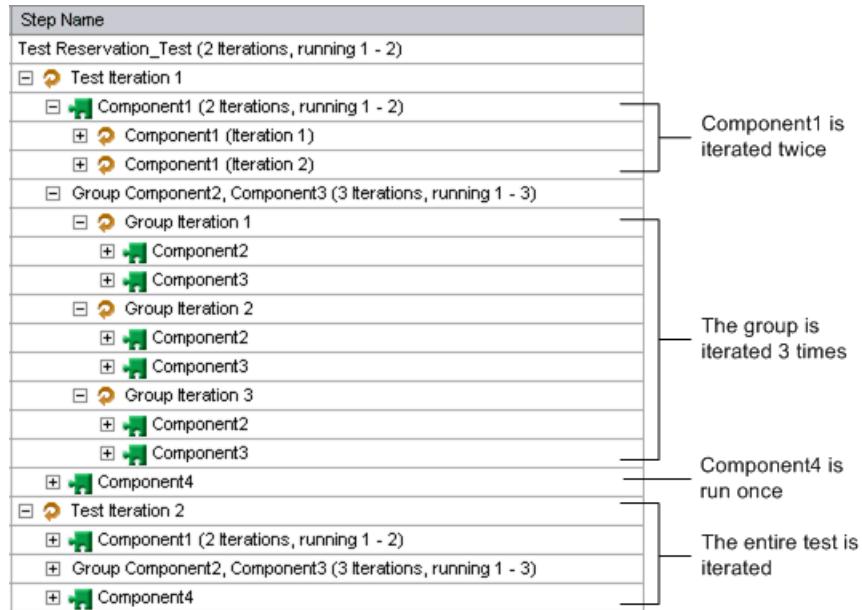 Step Name
Test Reservation_Test (2 Iterations, running 1 - 2)
Test Iteration 1
Component1 (2 Iterations, running 1 - 2)
Component1 (Iteration 1)
Component1 (Iteration 2)
Component1 is
iterated twice
Group Component2, Component3 (3 Iterations, running 1 - 3)
Group Iteration 1
Component2
Component3
Group Iteration 2
Component2
Component3
Group Iteration 3
Component2
Component3
The group is
iterated 3 times
Component4
Component4 is
run once
Test Iteration 2
Component1 (2 Iterations, running 1 - 2)
Group Component2, Component3 (3 Iterations, running 1 - 3)
Component4
The entire test is
iterated